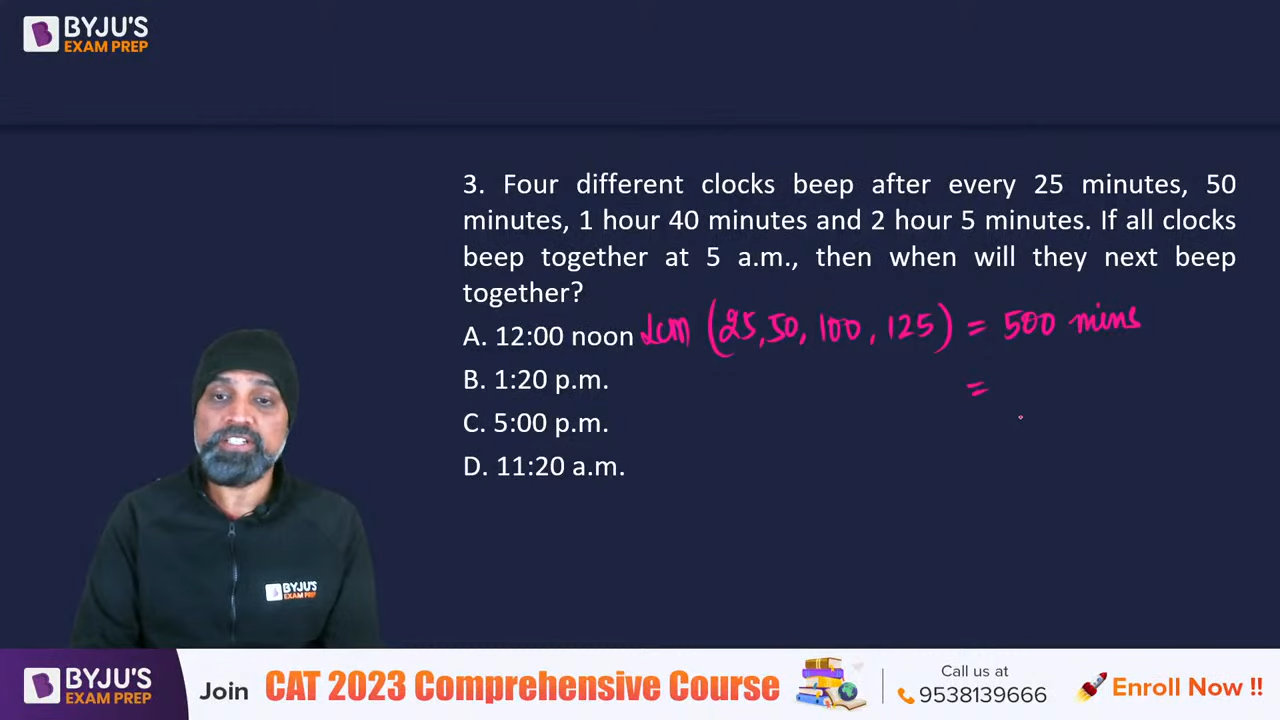 BYJU'S
EXAM PREP
3. Four different clocks beep after every 25 minutes, 50
minutes, 1 hour 40 minutes and 2 hour 5 minutes. If all clocks
beep together at 5 a.m., then when will they next beep
together?
A. 12:00 noon Lcm (25,50, 100, 125) = 500 mins
B. 1:20 p.m. =
C. 5:00 p.m.
D. 11:20 a.m.
BYJU'S
EXAM PREP
BYJU'S
EXAM PREP
Join CAT 2023 Comprehensive Course
Call us at
9538139666
Enroll Now !!